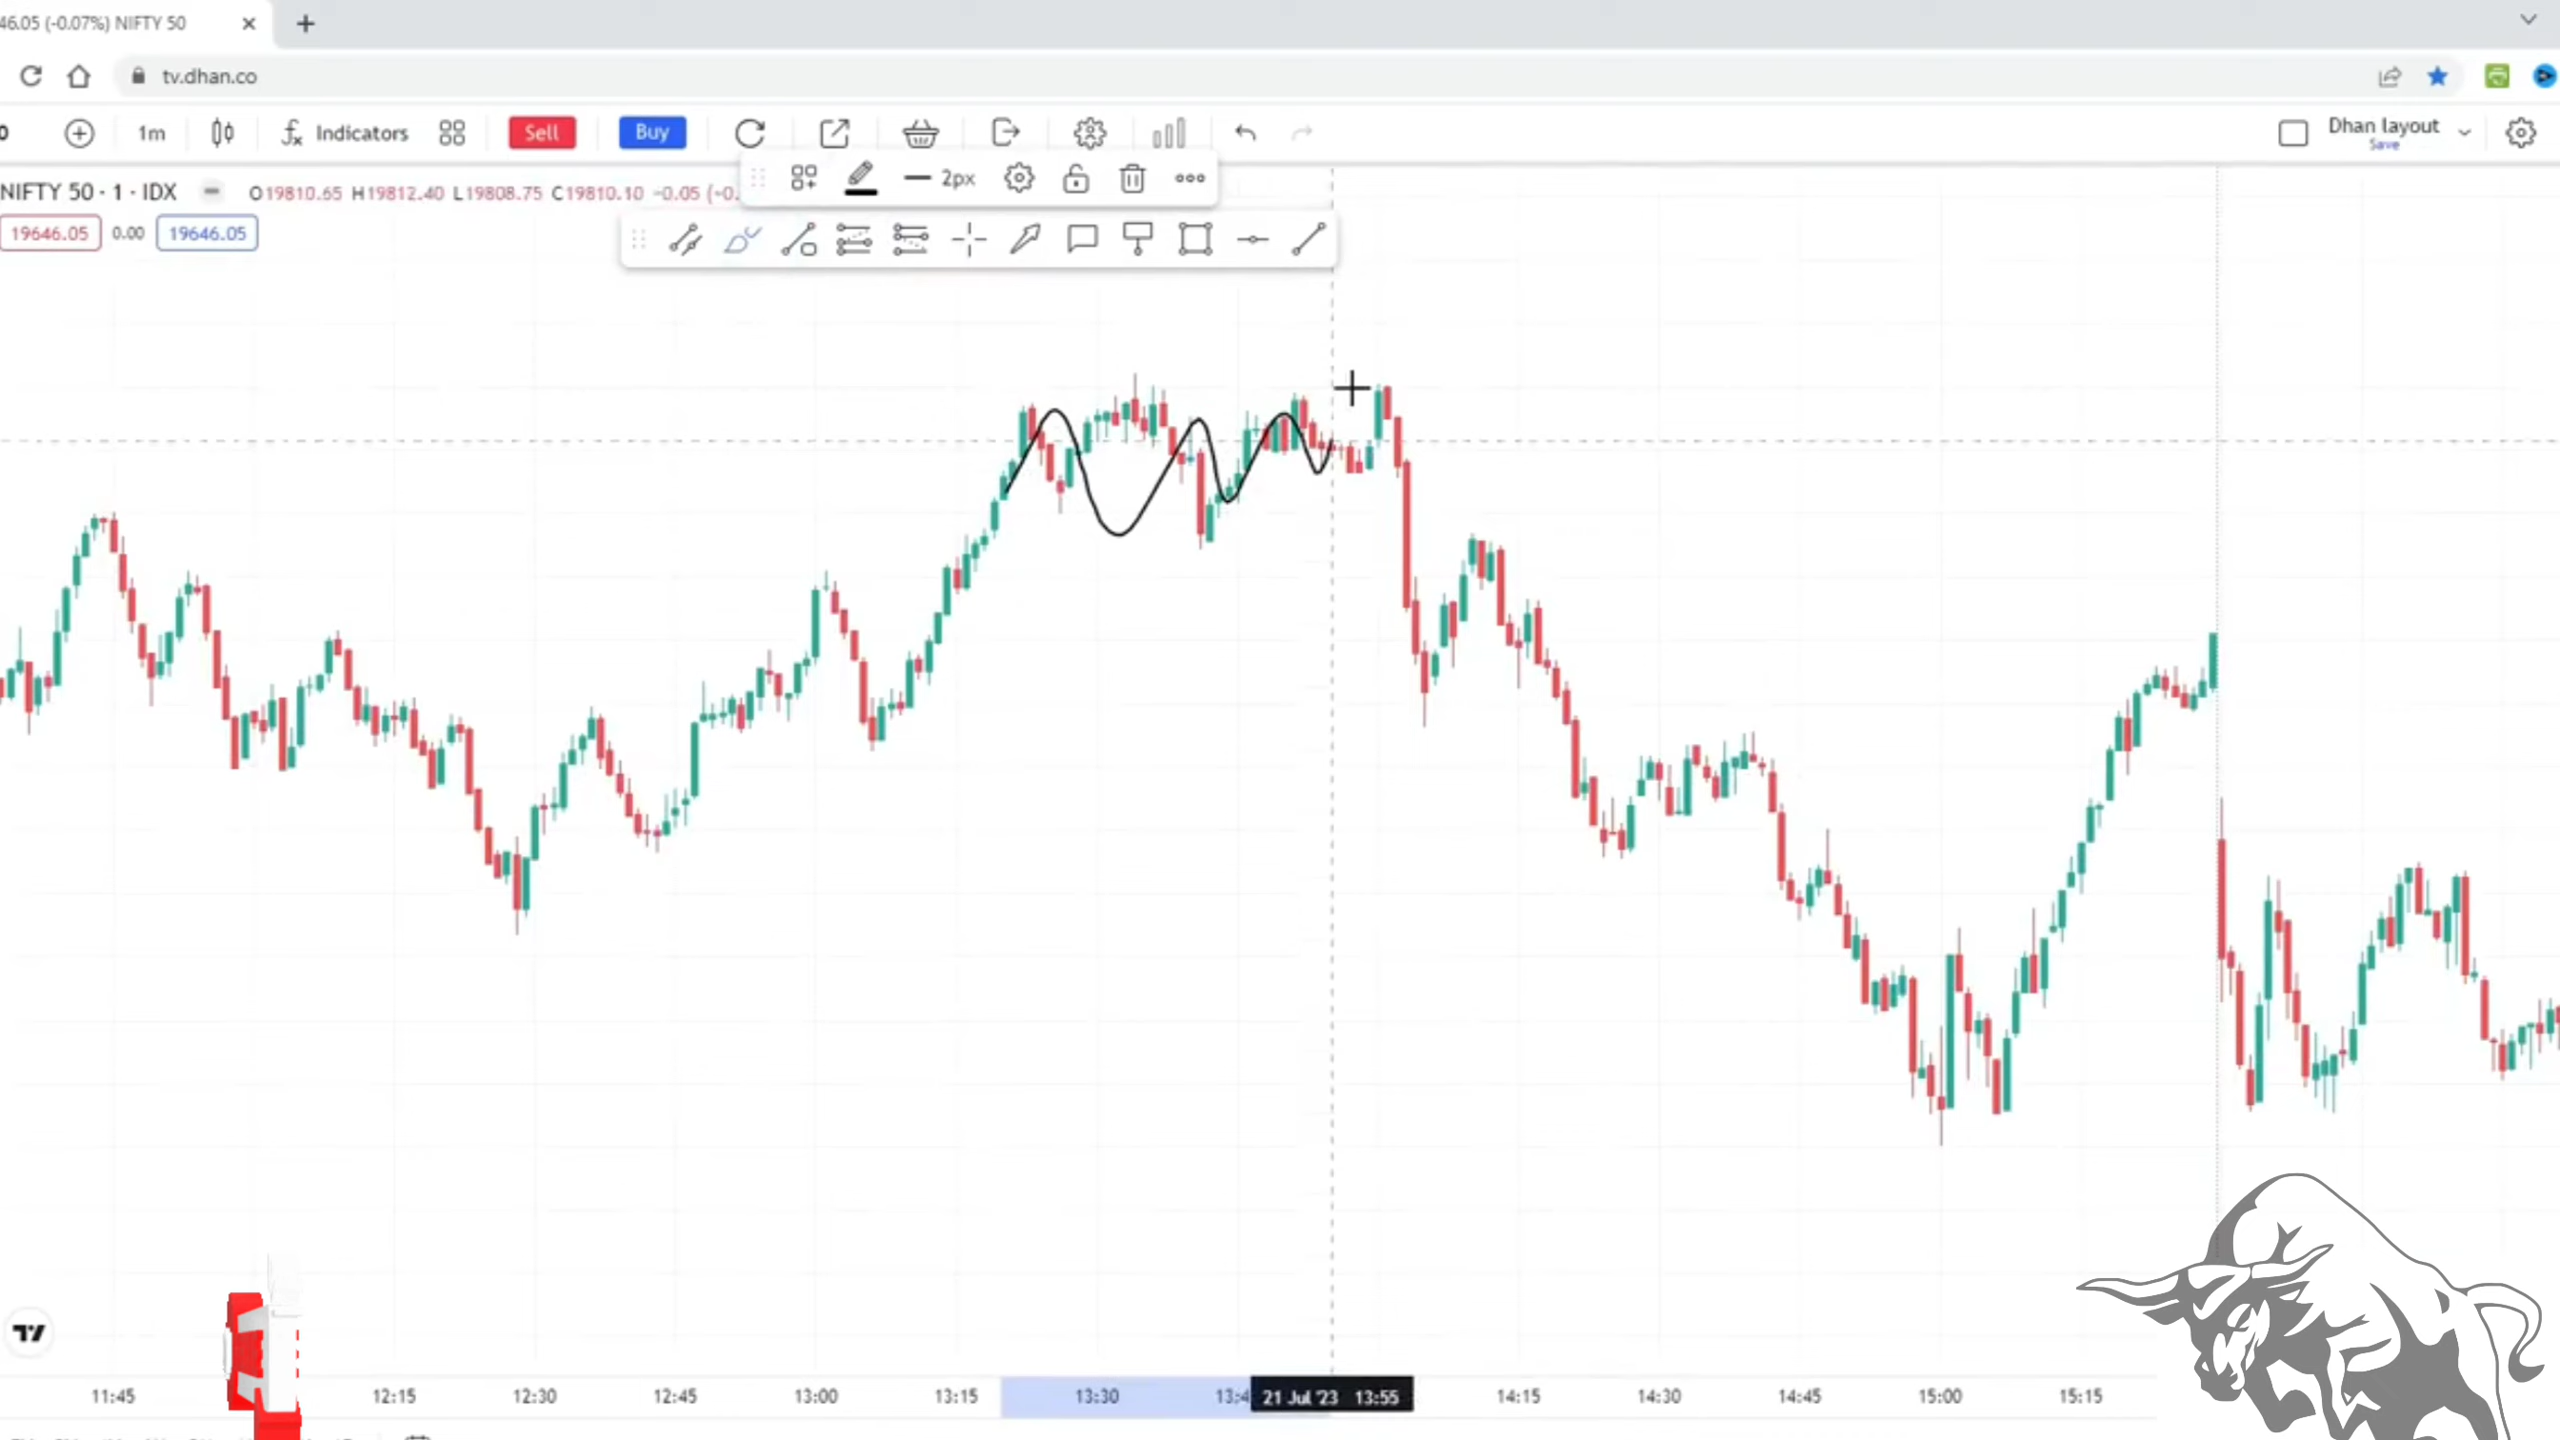 46.05 (-0.07%) NIFTY 50
tv.dhan.co
1m
Indicators
Sell
Buy
Dhan layout
Save
2px
NIFTY 50 · 1 · IDX
O19810.65 H19812.40 L19808.75 C19810.10 −0.05 (−0.
19646.05 0.00 19646.05
11:45 12:15 12:30 12:45 13:00 13:15 13:30 13:4 21 Jul '23 13:55 14:15 14:30 14:45 15:00 15:15